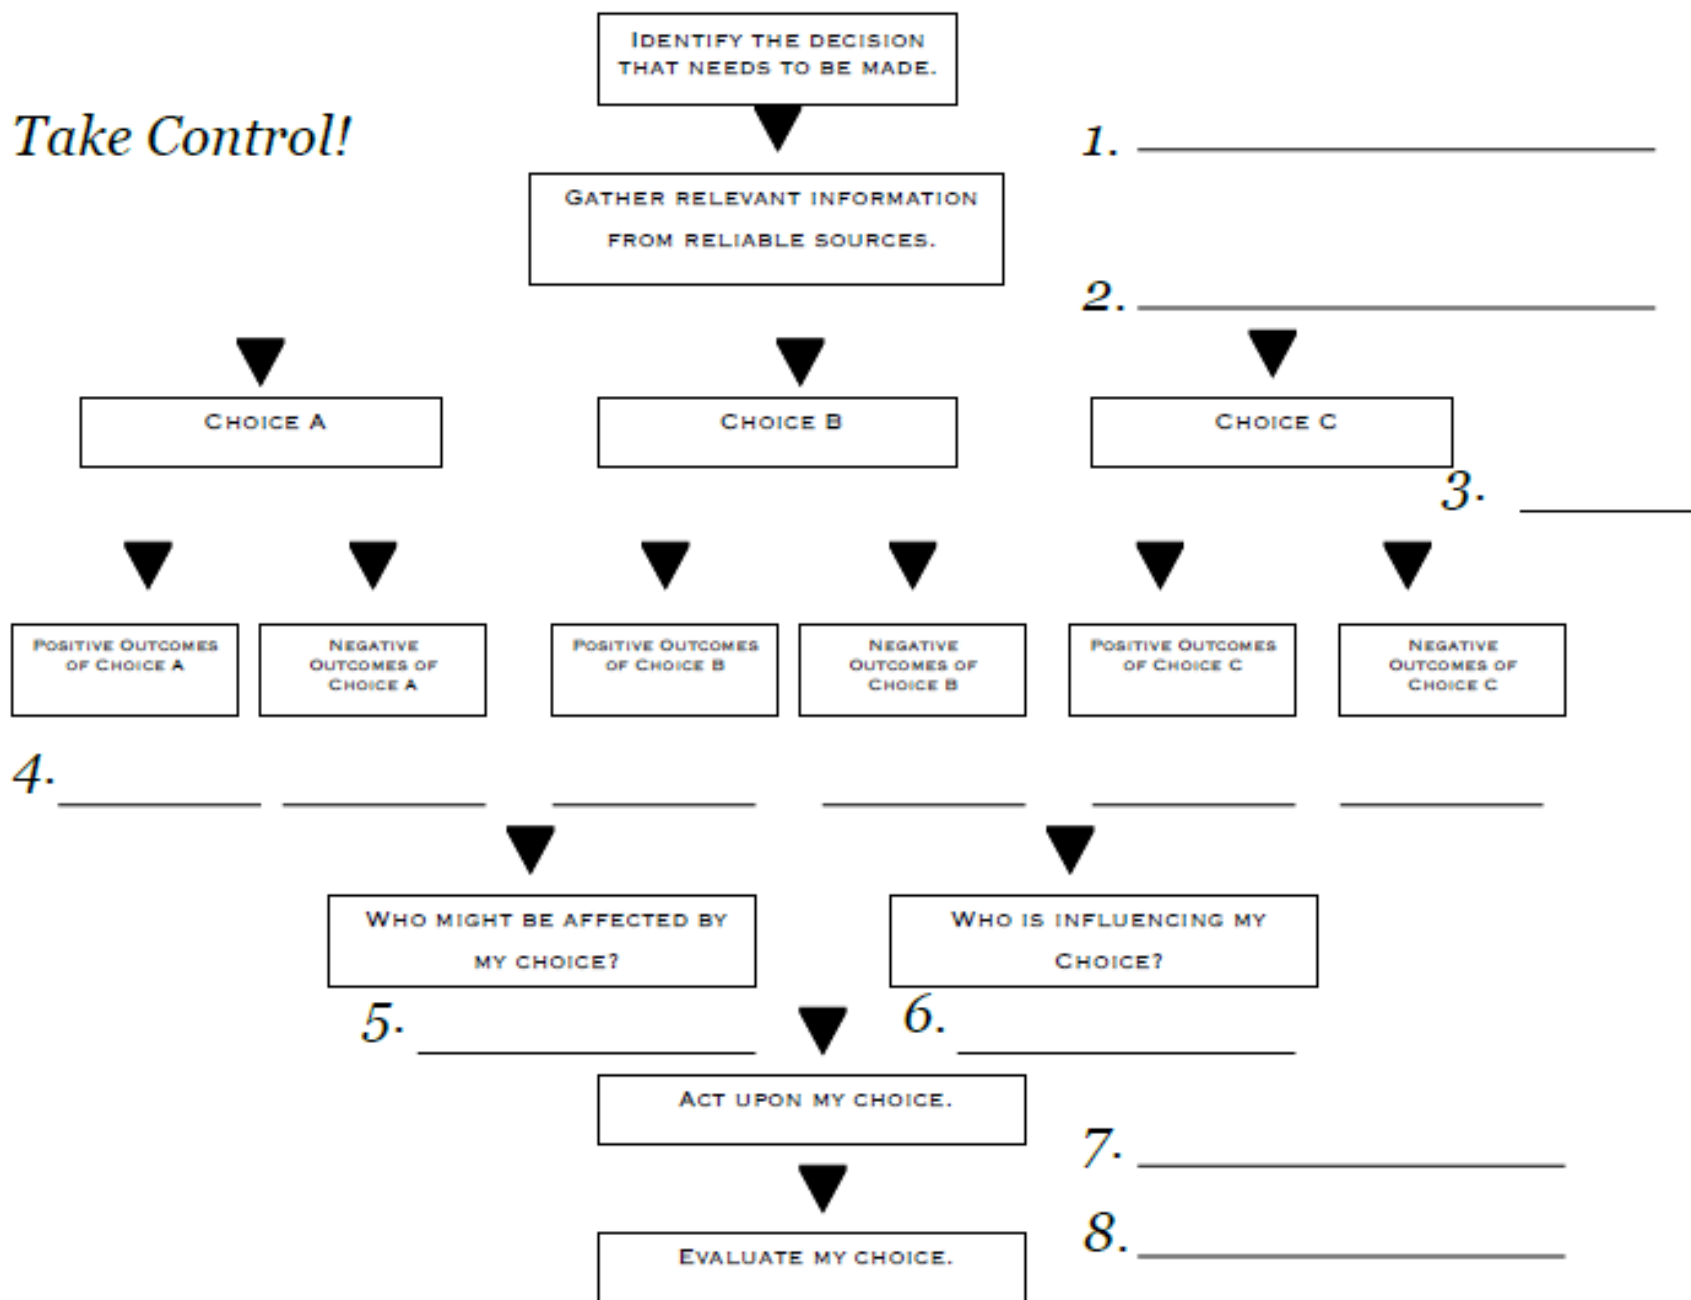 IDENTIFY THE DECISION
THAT NEEDS TO BE MADE.
Take Control!
1.
GATHER RELEVANT INFORMATION
FROM RELIABLE SOURCES.
2.
CHOICE A
CHOICE B
CHOICE C
3.
POSITIVE OUTCOMES
OF CHOICE A
NEGATIVE
OUTCOMES OF
CHOICE A
POSITIVE OUTCOMES
OF CHOICE B
NEGATIVE
OUTCOMES OF
CHOICE B
POSITIVE OUTCOMES
OF CHOICE C
NEGATIVE
OUTCOMES OF
CHOICE C
4.
WHO MIGHT BE AFFECTED BY
MY CHOICE?
WHO IS INFLUENCING MY
CHOICE?
5.
6.
ACT UPON MY CHOICE.
7.
8.
EVALUATE MY CHOICE.